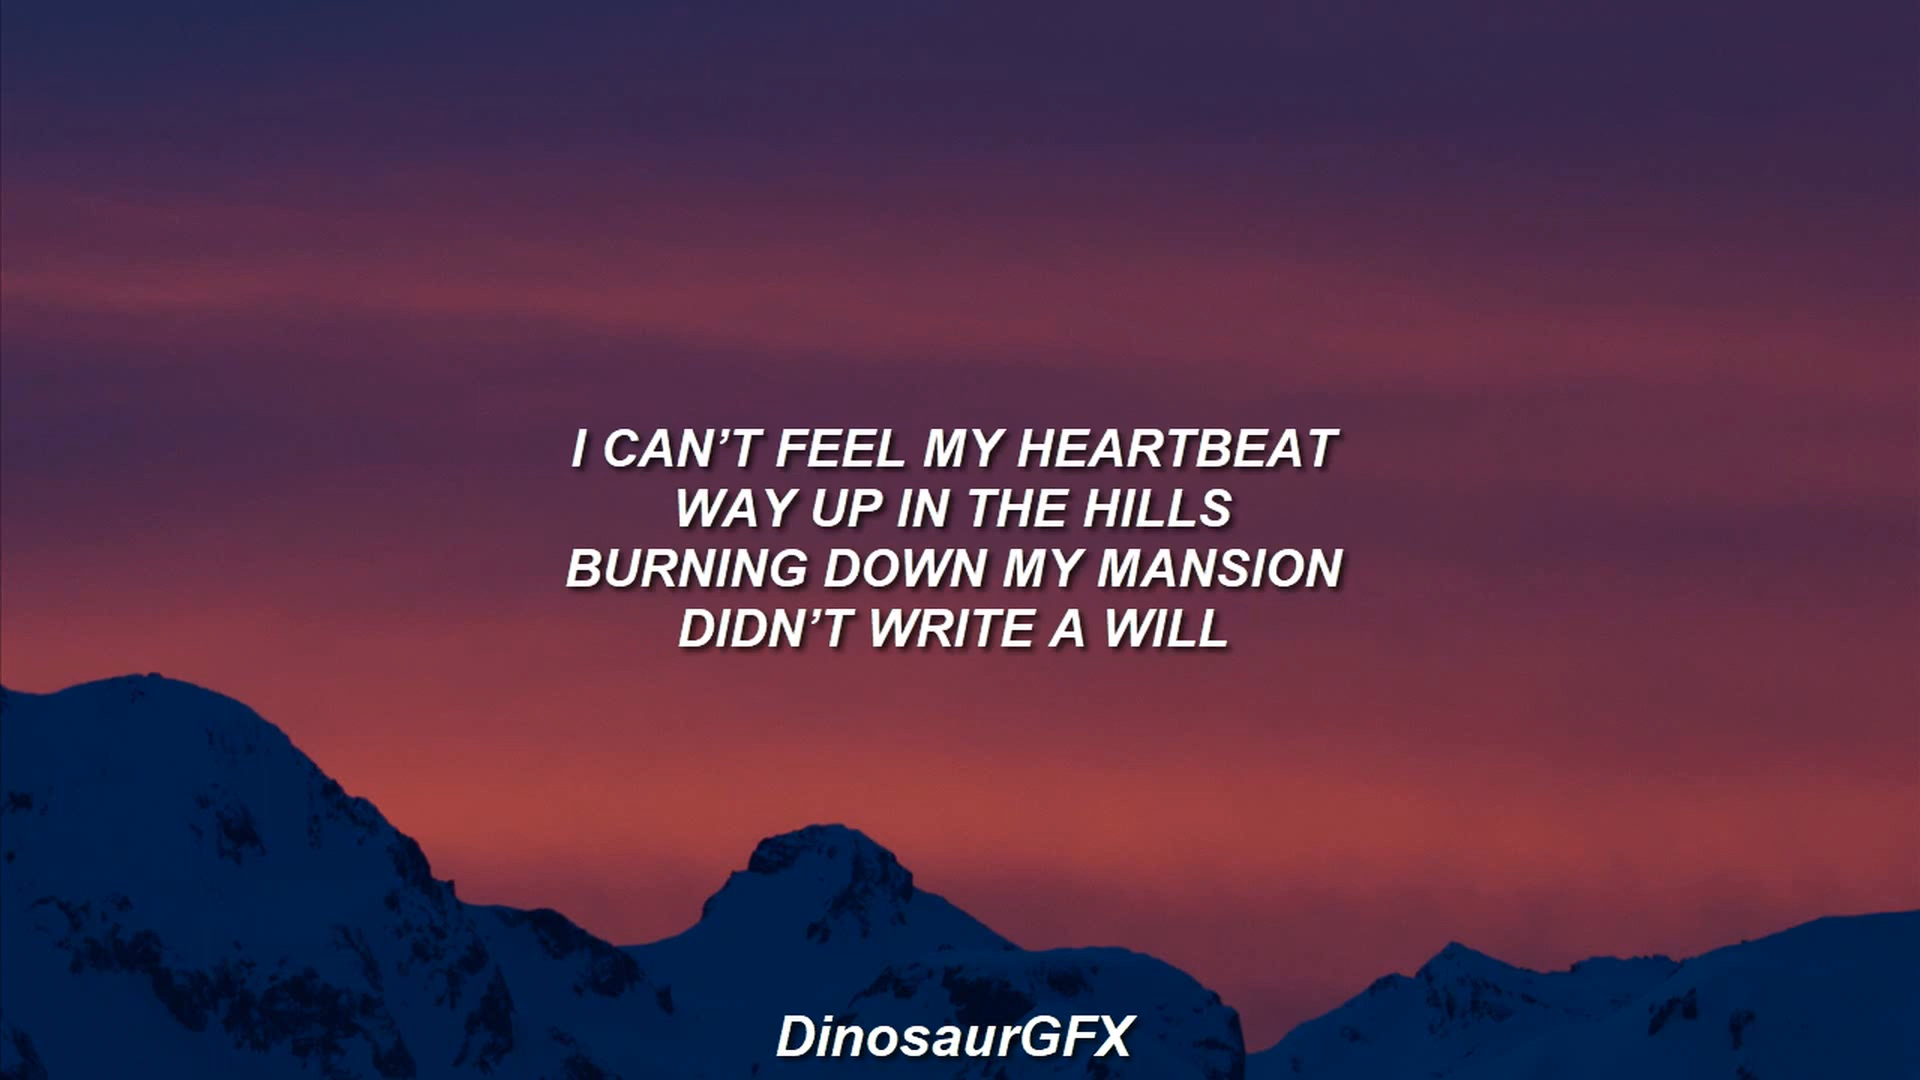 I CAN’T FEEL MY HEARTBEAT
WAY UP IN THE HILLS
BURNING DOWN MY MANSION
DIDN’T WRITE A WILL
DinosaurGFX